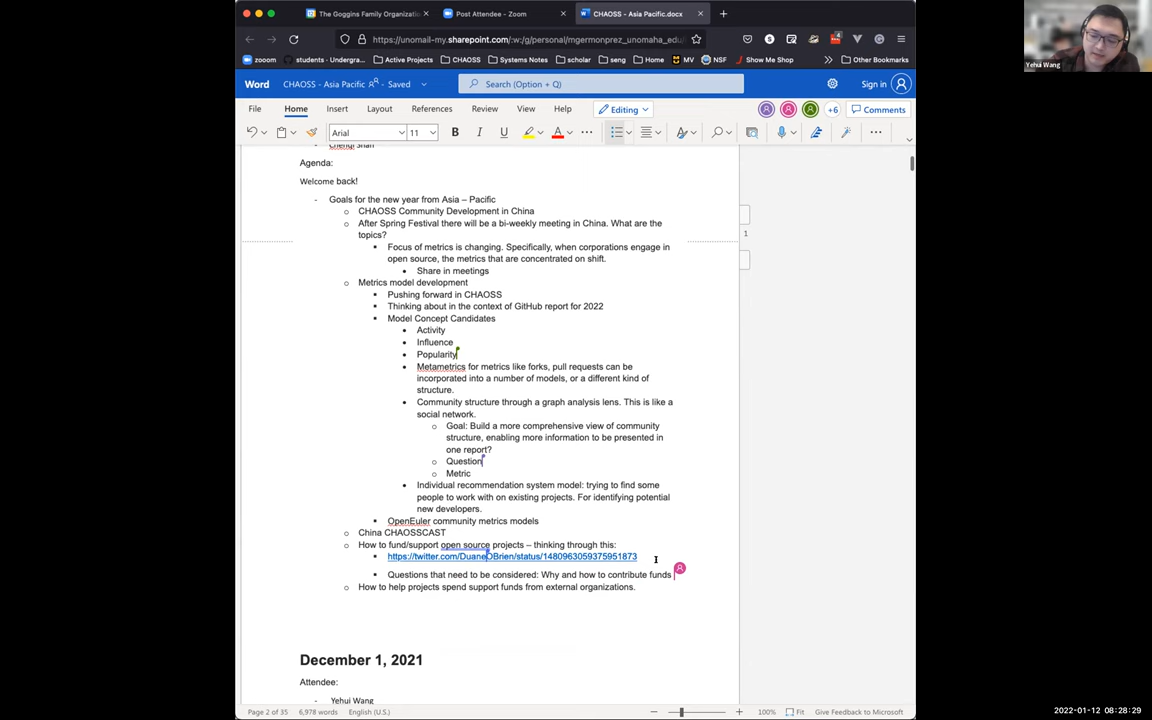 The Goggins Family Organizatio
Post Attendee - Zoom
CHAOSS - Asia Pacific.docx
https://unomail-my.sharepoint.com/:w:/g/personal/mgermonprez_unomaha_edu
zooom
students - Undergra...
Active Projects
CHAOSS
Systems Notes
scholar
seng
Home
MV
NSF
Show Me Shop
Other Bookmarks
Word
CHAOSS - Asia Pacific
- Saved
Search (Option + Q)
Sign in
File
Home
Insert
Layout
References
Review
View
Help
Editing
+6
Comments
Arial
11
B
I
U
A
Chenqi Shan
Agenda:
Welcome back!
- Goals for the new year from Asia – Pacific
o CHAOSS Community Development in China
o After Spring Festival there will be a bi-weekly meeting in China. What are the
topics?
▪ Focus of metrics is changing. Specifically, when corporations engage in
open source, the metrics that are concentrated on shift.
• Share in meetings
o Metrics model development
▪ Pushing forward in CHAOSS
▪ Thinking about in the context of GitHub report for 2022
▪ Model Concept Candidates
• Activity
• Influence
• Popularity
• Metametrics for metrics like forks, pull requests can be
incorporated into a number of models, or a different kind of
structure.
• Community structure through a graph analysis lens. This is like a
social network.
o Goal: Build a more comprehensive view of community
structure, enabling more information to be presented in
one report?
o Question
o Metric
• Individual recommendation system model: trying to find some
people to work with on existing projects. For identifying potential
new developers.
▪ OpenEuler community metrics models
o China CHAOSSCAST
o How to fund/support open source projects – thinking through this:
▪ https://twitter.com/DuaneOBrien/status/1480963059375951873
▪ Questions that need to be considered: Why and how to contribute funds
o How to help projects spend support funds from external organizations.
1
December 1, 2021
Attendee:
- Yehui Wang
Page 2 of 35
6,978 words
English (U.S.)
100%
Fit
Give Feedback to Microsoft
Yehui Wang
2022-01-12 08:28:29